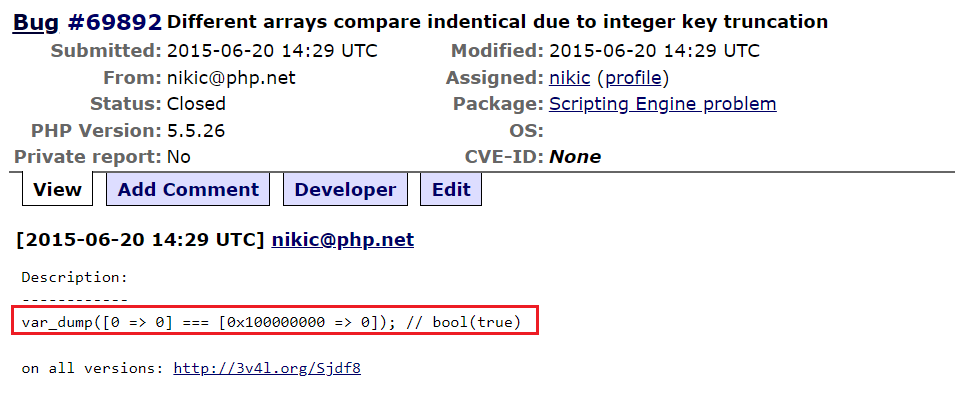 Bug #69892 Different arrays compare indentical due to integer key truncation
Submitted: 2015-06-20 14:29 UTC Modified: 2015-06-20 14:29 UTC
From: nikic@php.net Assigned: nikic (profile)
Status: Closed Package: Scripting Engine problem
PHP Version: 5.5.26 OS:
Private report: No CVE-ID: None
View Add Comment Developer Edit
[2015-06-20 14:29 UTC] nikic@php.net
Description:
------------
var_dump([0 => 0] === [0x100000000 => 0]); // bool(true)
on all versions: http://3v4l.org/Sjdf8